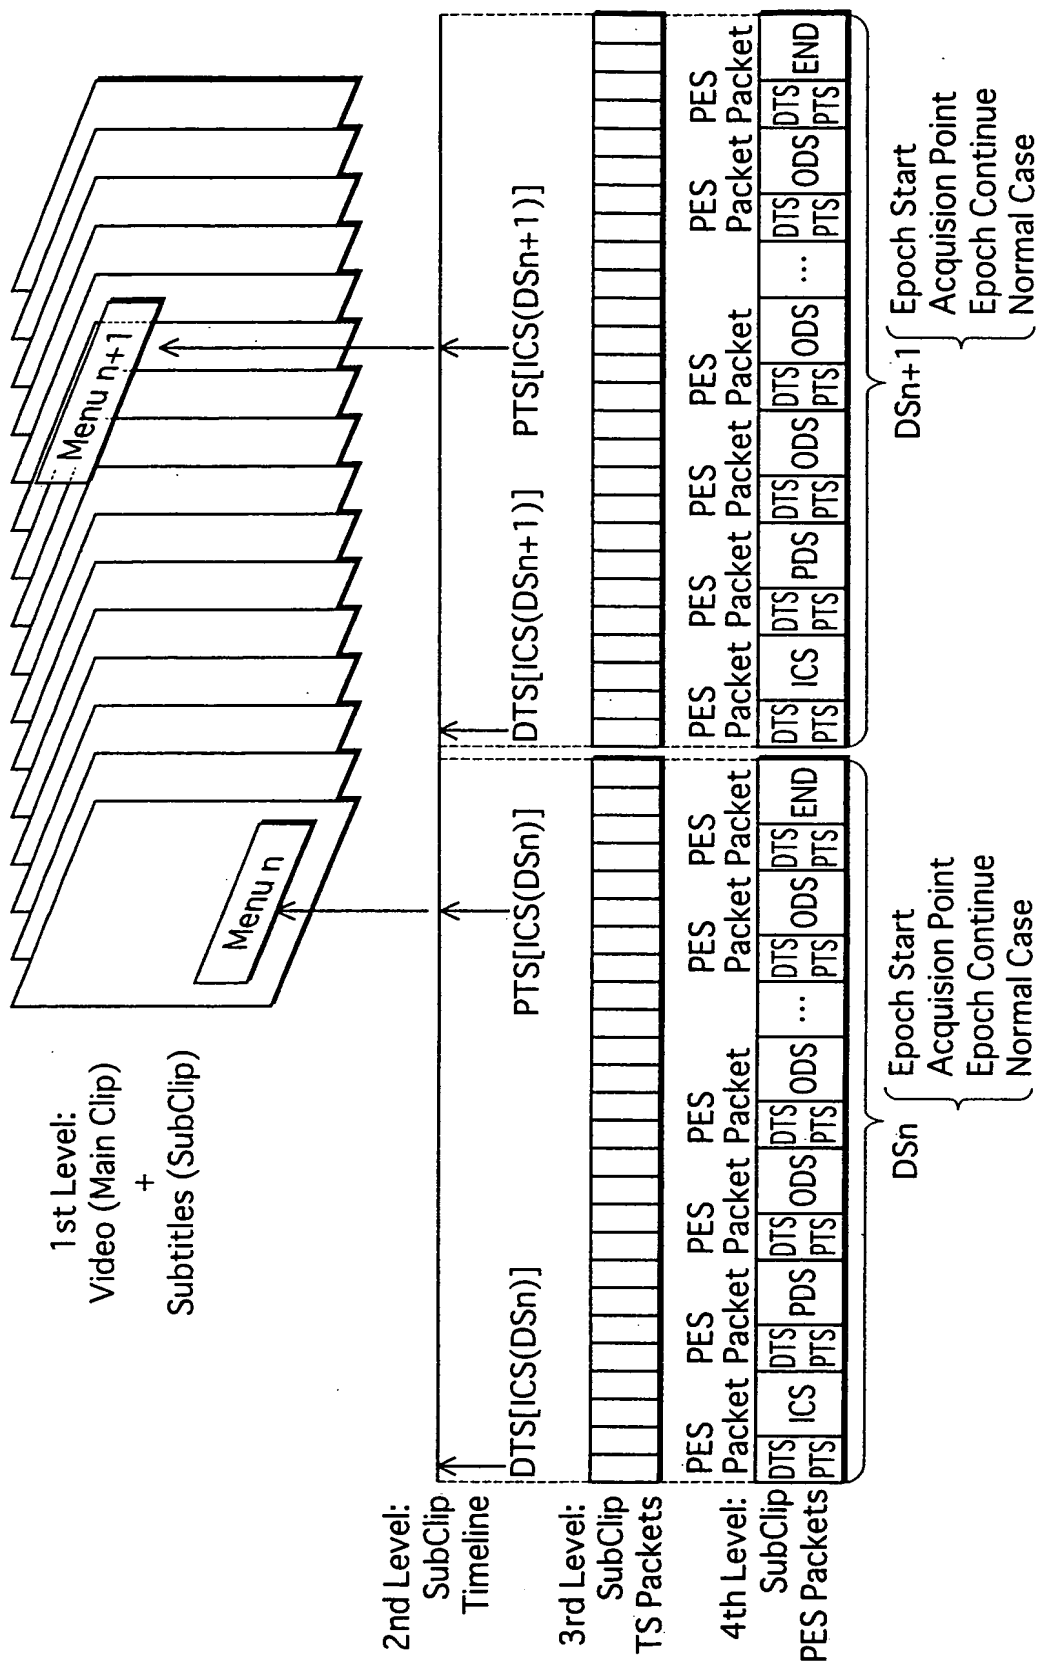 1st Level:
Video (Main Clip)
+
Subtitles (SubClip)
Menu n
Menu n+1
2nd Level:
SubClip
Timeline
DTS[ICS(DSn)]
PTS[ICS(DSn)]
DTS[ICS(DSn+1)]
PTS[ICS(DSn+1)]
3rd Level:
SubClip
TS Packets
4th Level:
SubClip
PES Packets
PES PES PES PES PES PES
Packet Packet Packet Packet Packet Packet
DTS ICS DTS PDS DTS ODS DTS ODS ... DTS ODS DTS END
PTS PTS PTS PTS PTS PTS
PES PES PES PES PES PES
Packet Packet Packet Packet Packet Packet
DTS ICS DTS PDS DTS ODS DTS ODS ... DTS ODS DTS END
PTS PTS PTS PTS PTS PTS
DSn
Epoch Start
Acquision Point
Epoch Continue
Normal Case
DSn+1
Epoch Start
Acquision Point
Epoch Continue
Normal Case